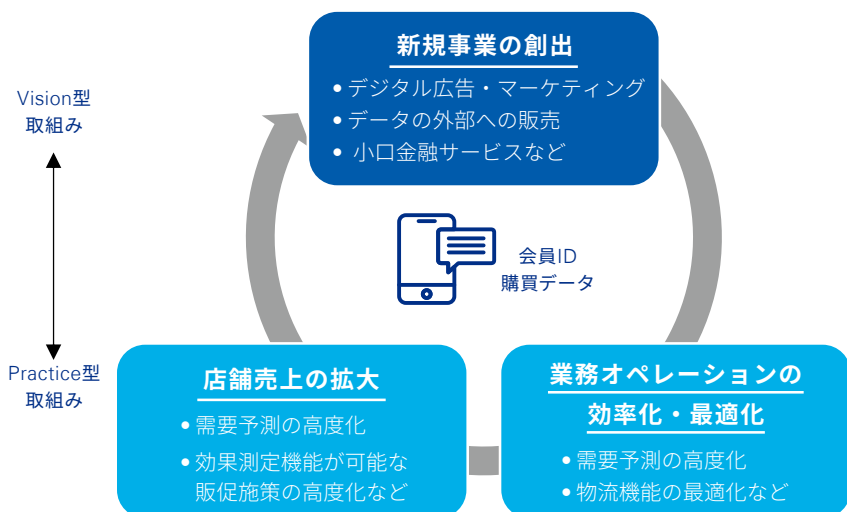 新規事業の創出
• デジタル広告・マーケティング
• データの外部への販売
• 小口金融サービスなど
Vision型
取組み
会員ID
購買データ
Practice型
取組み
店舗売上の拡大
• 需要予測の高度化
• 効果測定機能が可能な
販促施策の高度化など
業務オペレーションの
効率化・最適化
• 需要予測の高度化
• 物流機能の最適化など